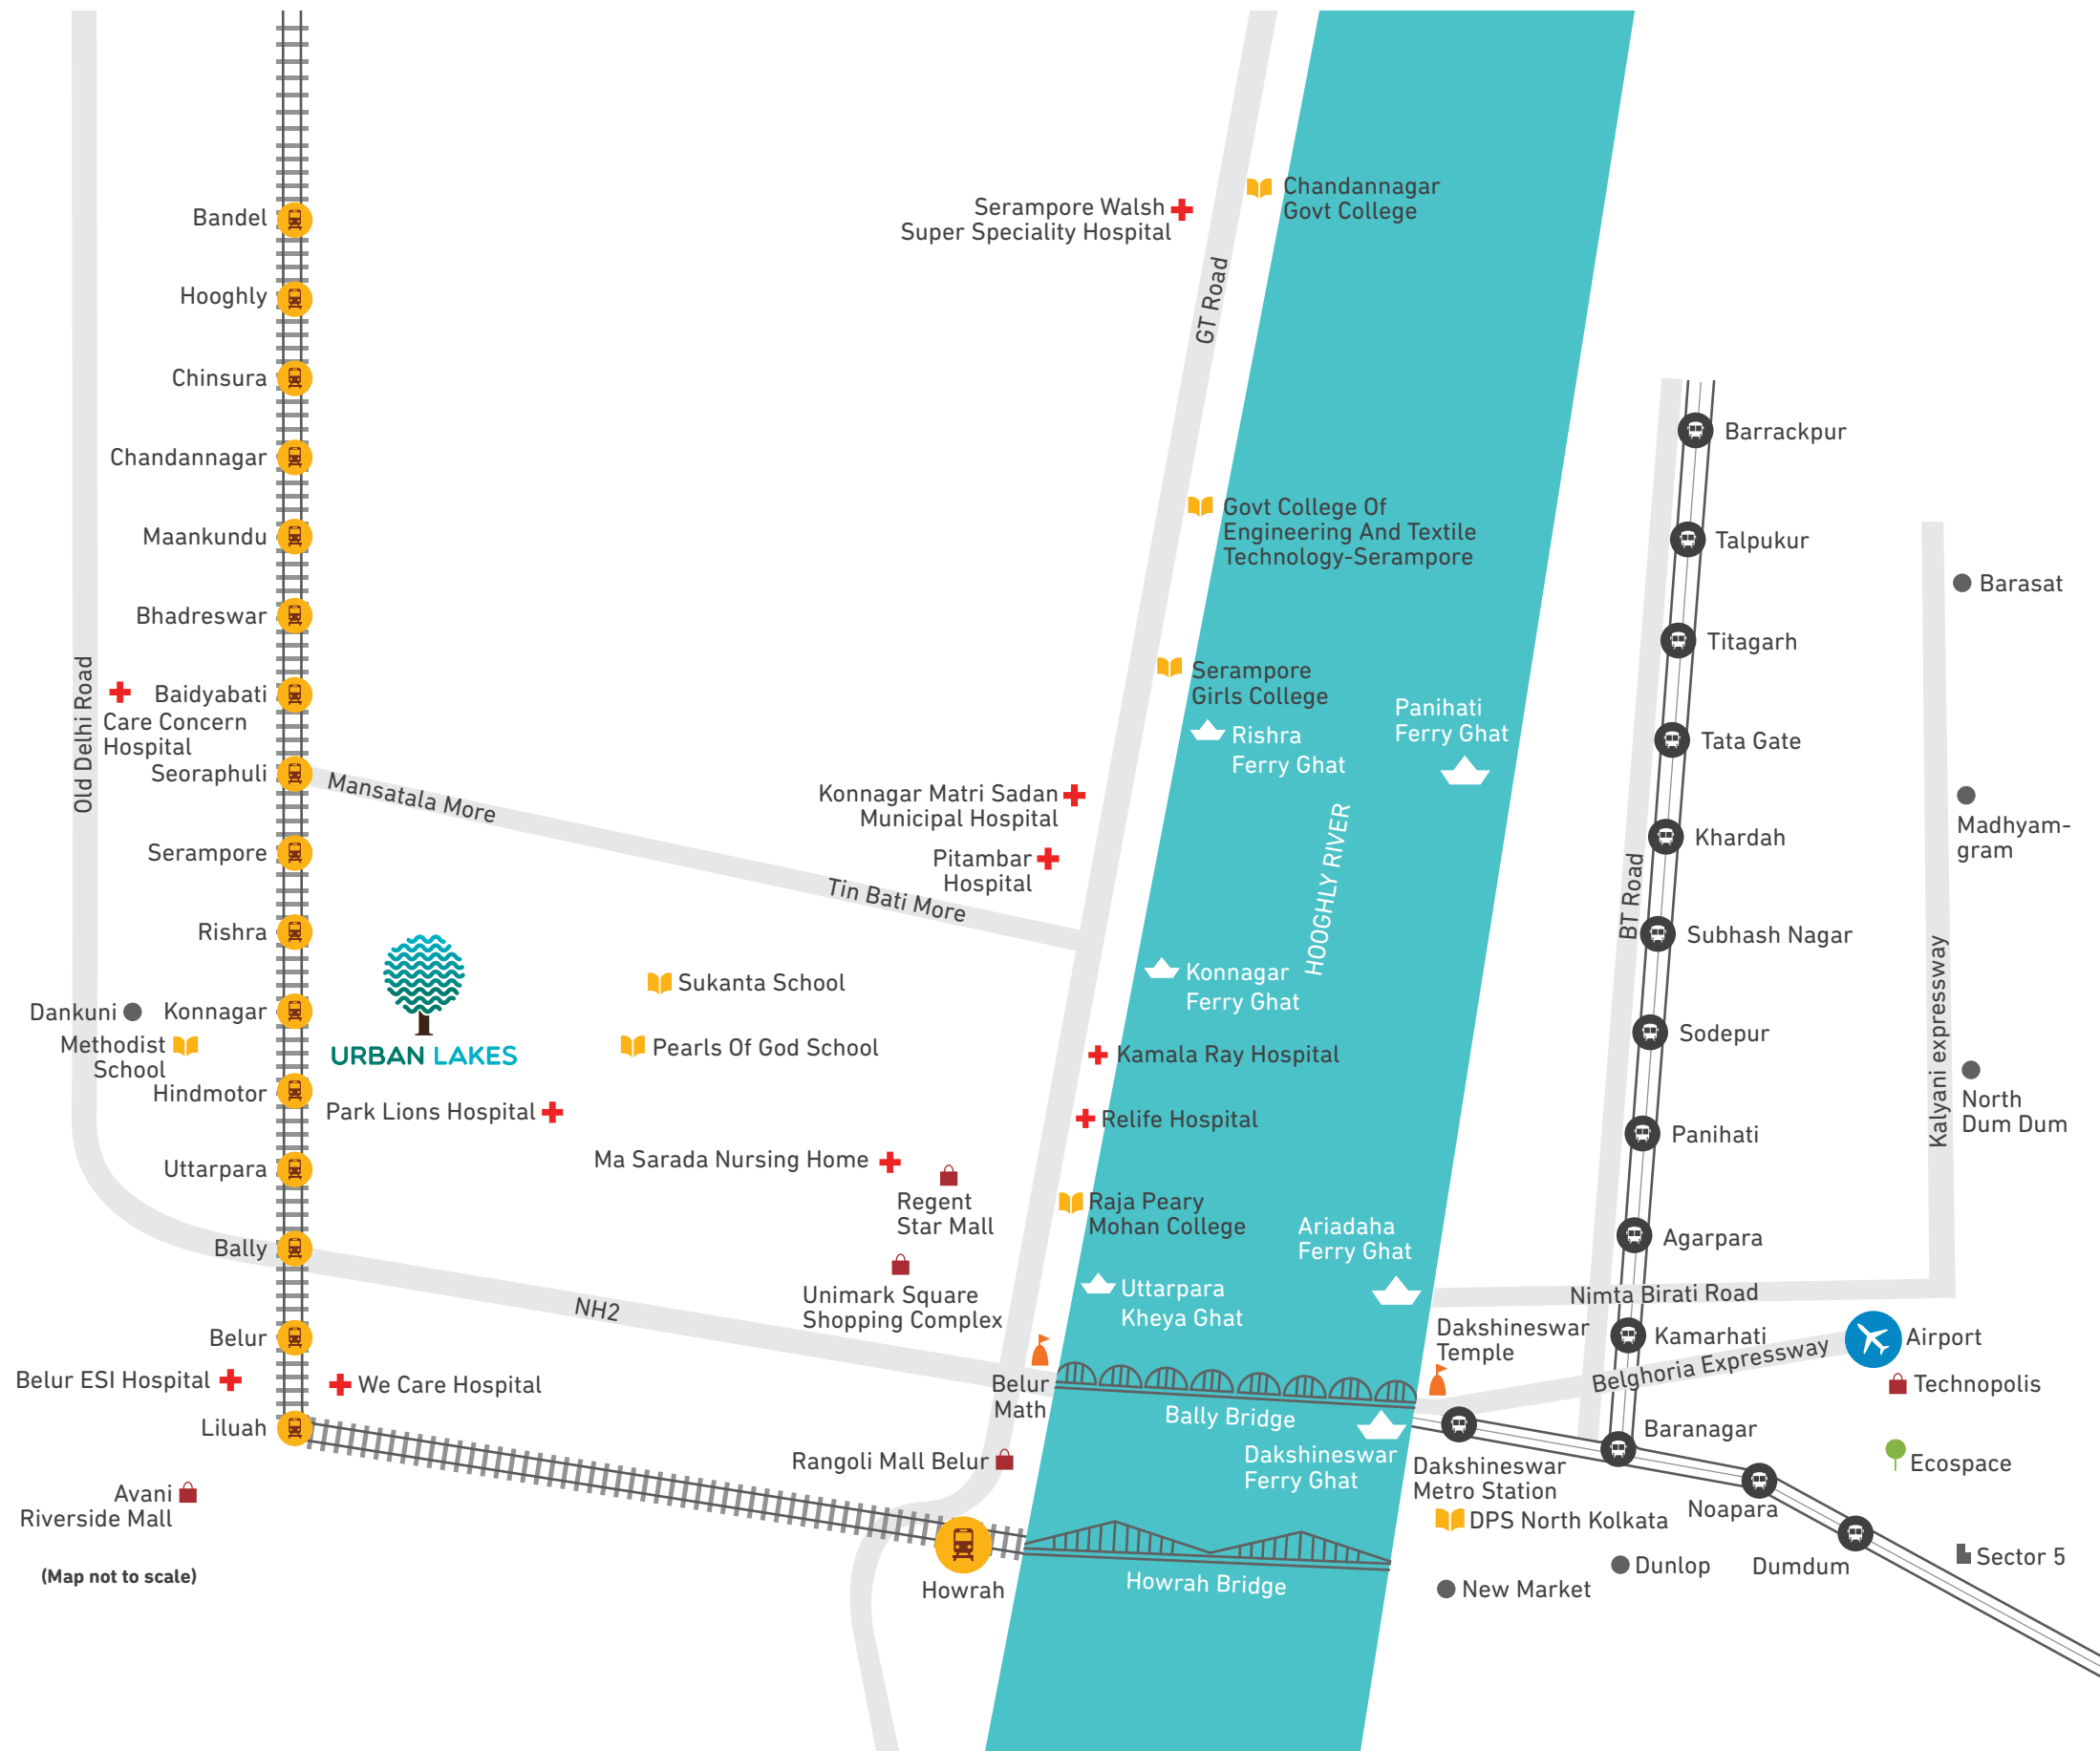 Chandannagar
Govt College
Serampore Walsh
Super Speciality Hospital
Bandel
Hooghly
GT Road
Chinsura
Barrackpur
Chandannagar
Govt College Of
Engineering And Textile
Technology-Serampore
Maankundu
Talpukur
Barasat
Bhadreswar
Titagarh
Serampore
Girls College
Old Delhi Road
Baidyabati
Care Concern
Hospital
Panihati
Ferry Ghat
Rishra
Ferry Ghat
Tata Gate
Seoraphuli
Mansatala More
Konnagar Matri Sadan
Municipal Hospital
Madhyam-
gram
Khardah
Serampore
Pitambar
Hospital
Tin Bati More
HOOGHLY RIVER
BT Road
Rishra
Subhash Nagar
Sukanta School
Konnagar
Ferry Ghat
Dankuni
Konnagar
Methodist
School
URBAN LAKES
Pearls Of God School
Kamala Ray Hospital
Sodepur
Kalyani expressway
Hindmotor
Park Lions Hospital
Relife Hospital
North
Dum Dum
Panihati
Uttarpara
Ma Sarada Nursing Home
Regent
Star Mall
Raja Peary
Mohan College
Ariadaha
Ferry Ghat
Agarpara
Bally
NH2
Unimark Square
Shopping Complex
Uttarpara
Kheya Ghat
Nimta Birati Road
Belur
Dakshineswar
Temple
Kamarhati
Airport
Belghoria Expressway
Belur ESI Hospital
We Care Hospital
Belur
Math
Technopolis
Bally Bridge
Liluah
Baranagar
Rangoli Mall Belur
Dakshineswar
Ferry Ghat
Dakshineswar
Metro Station
Ecospace
Avani
Riverside Mall
Noapara
DPS North Kolkata
(Map not to scale)
Howrah
Howrah Bridge
Dunlop
Dumdum
Sector 5
New Market